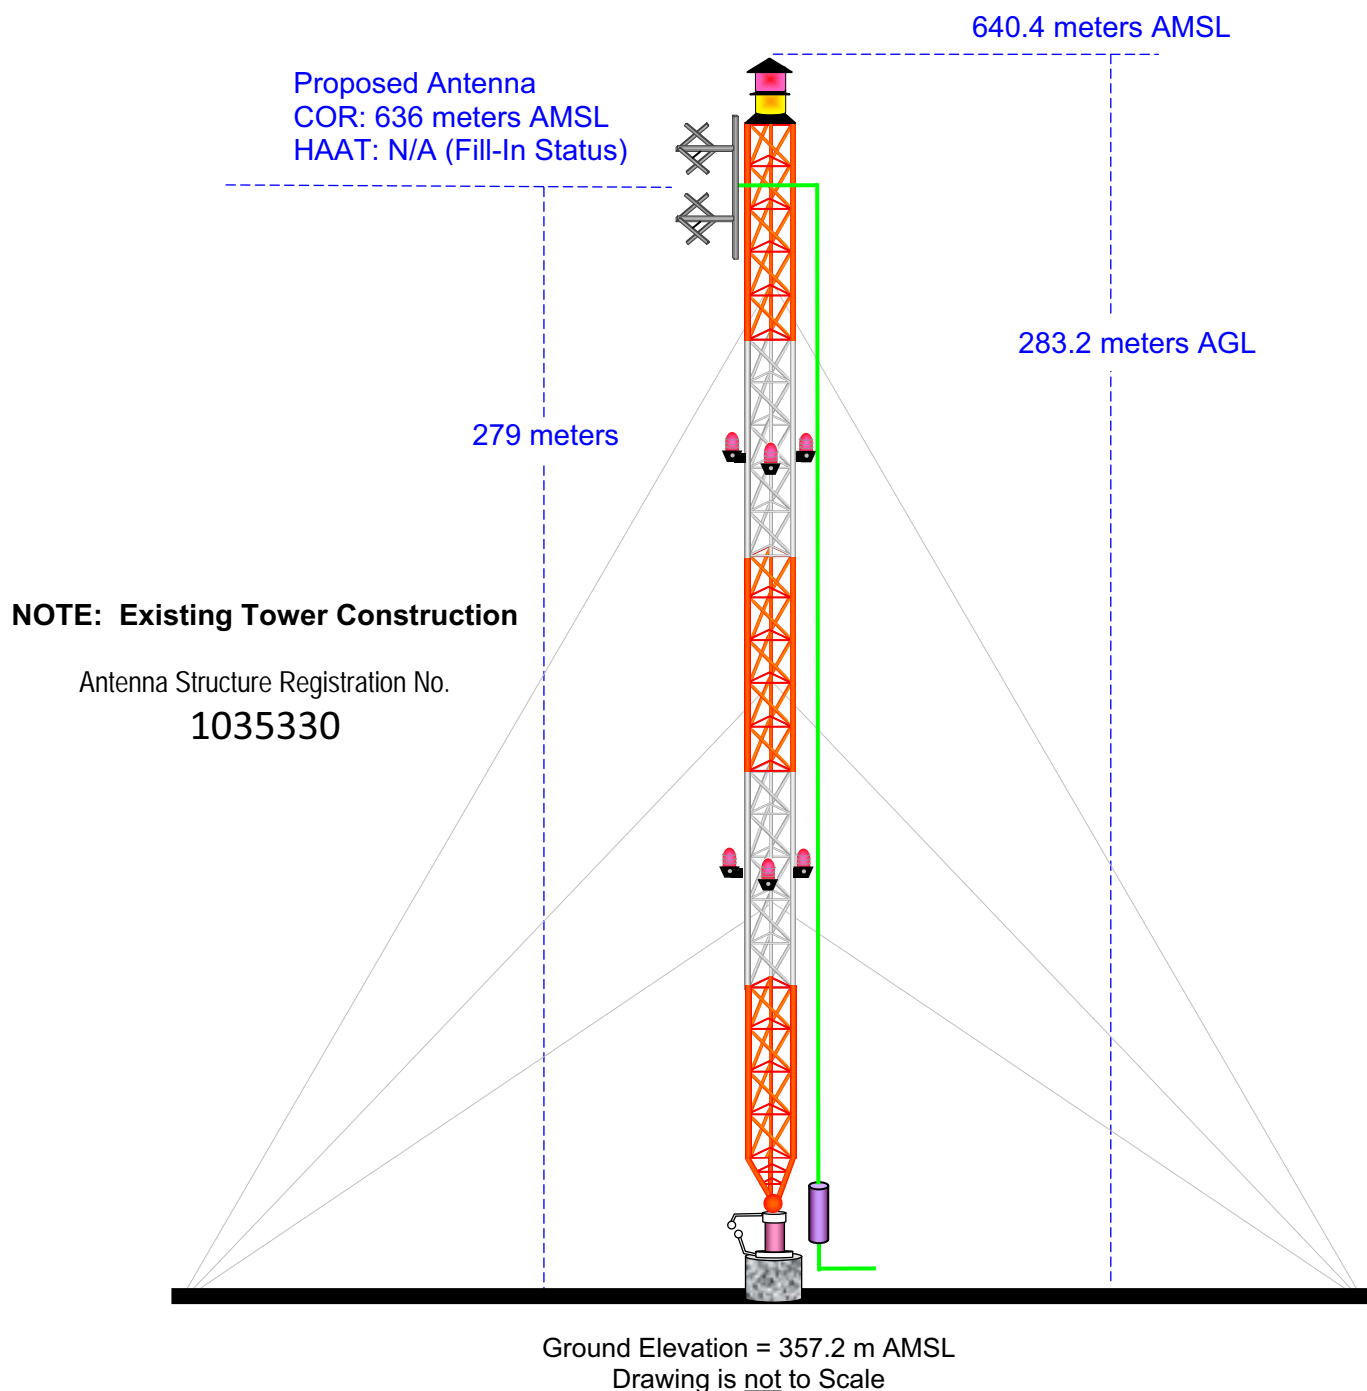 640.4 meters AMSL
Proposed Antenna
COR: 636 meters AMSL
HAAT: N/A (Fill-In Status)
283.2 meters AGL
279 meters
NOTE:  Existing Tower Construction
Antenna Structure Registration No.
1035330
Ground Elevation = 357.2 m AMSL
Drawing is not to Scale